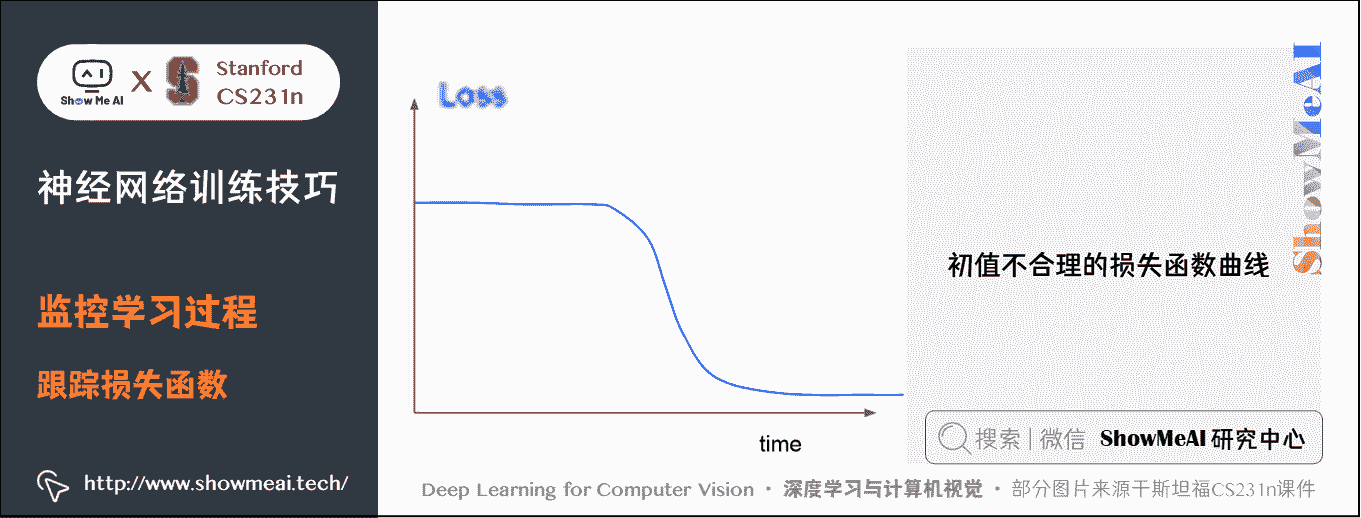 Show Me AI
X
Stanford
CS231n
神经网络训练技巧
监控学习过程
跟踪损失函数
http://www.showmeai.tech/
Loss
time
初值不合理的损失函数曲线
ShowMeAI
搜索 | 微信 ShowMeAI 研究中心
Deep Learning for Computer Vision · 深度学习与计算机视觉 · 部分图片来源于斯坦福CS231n课件